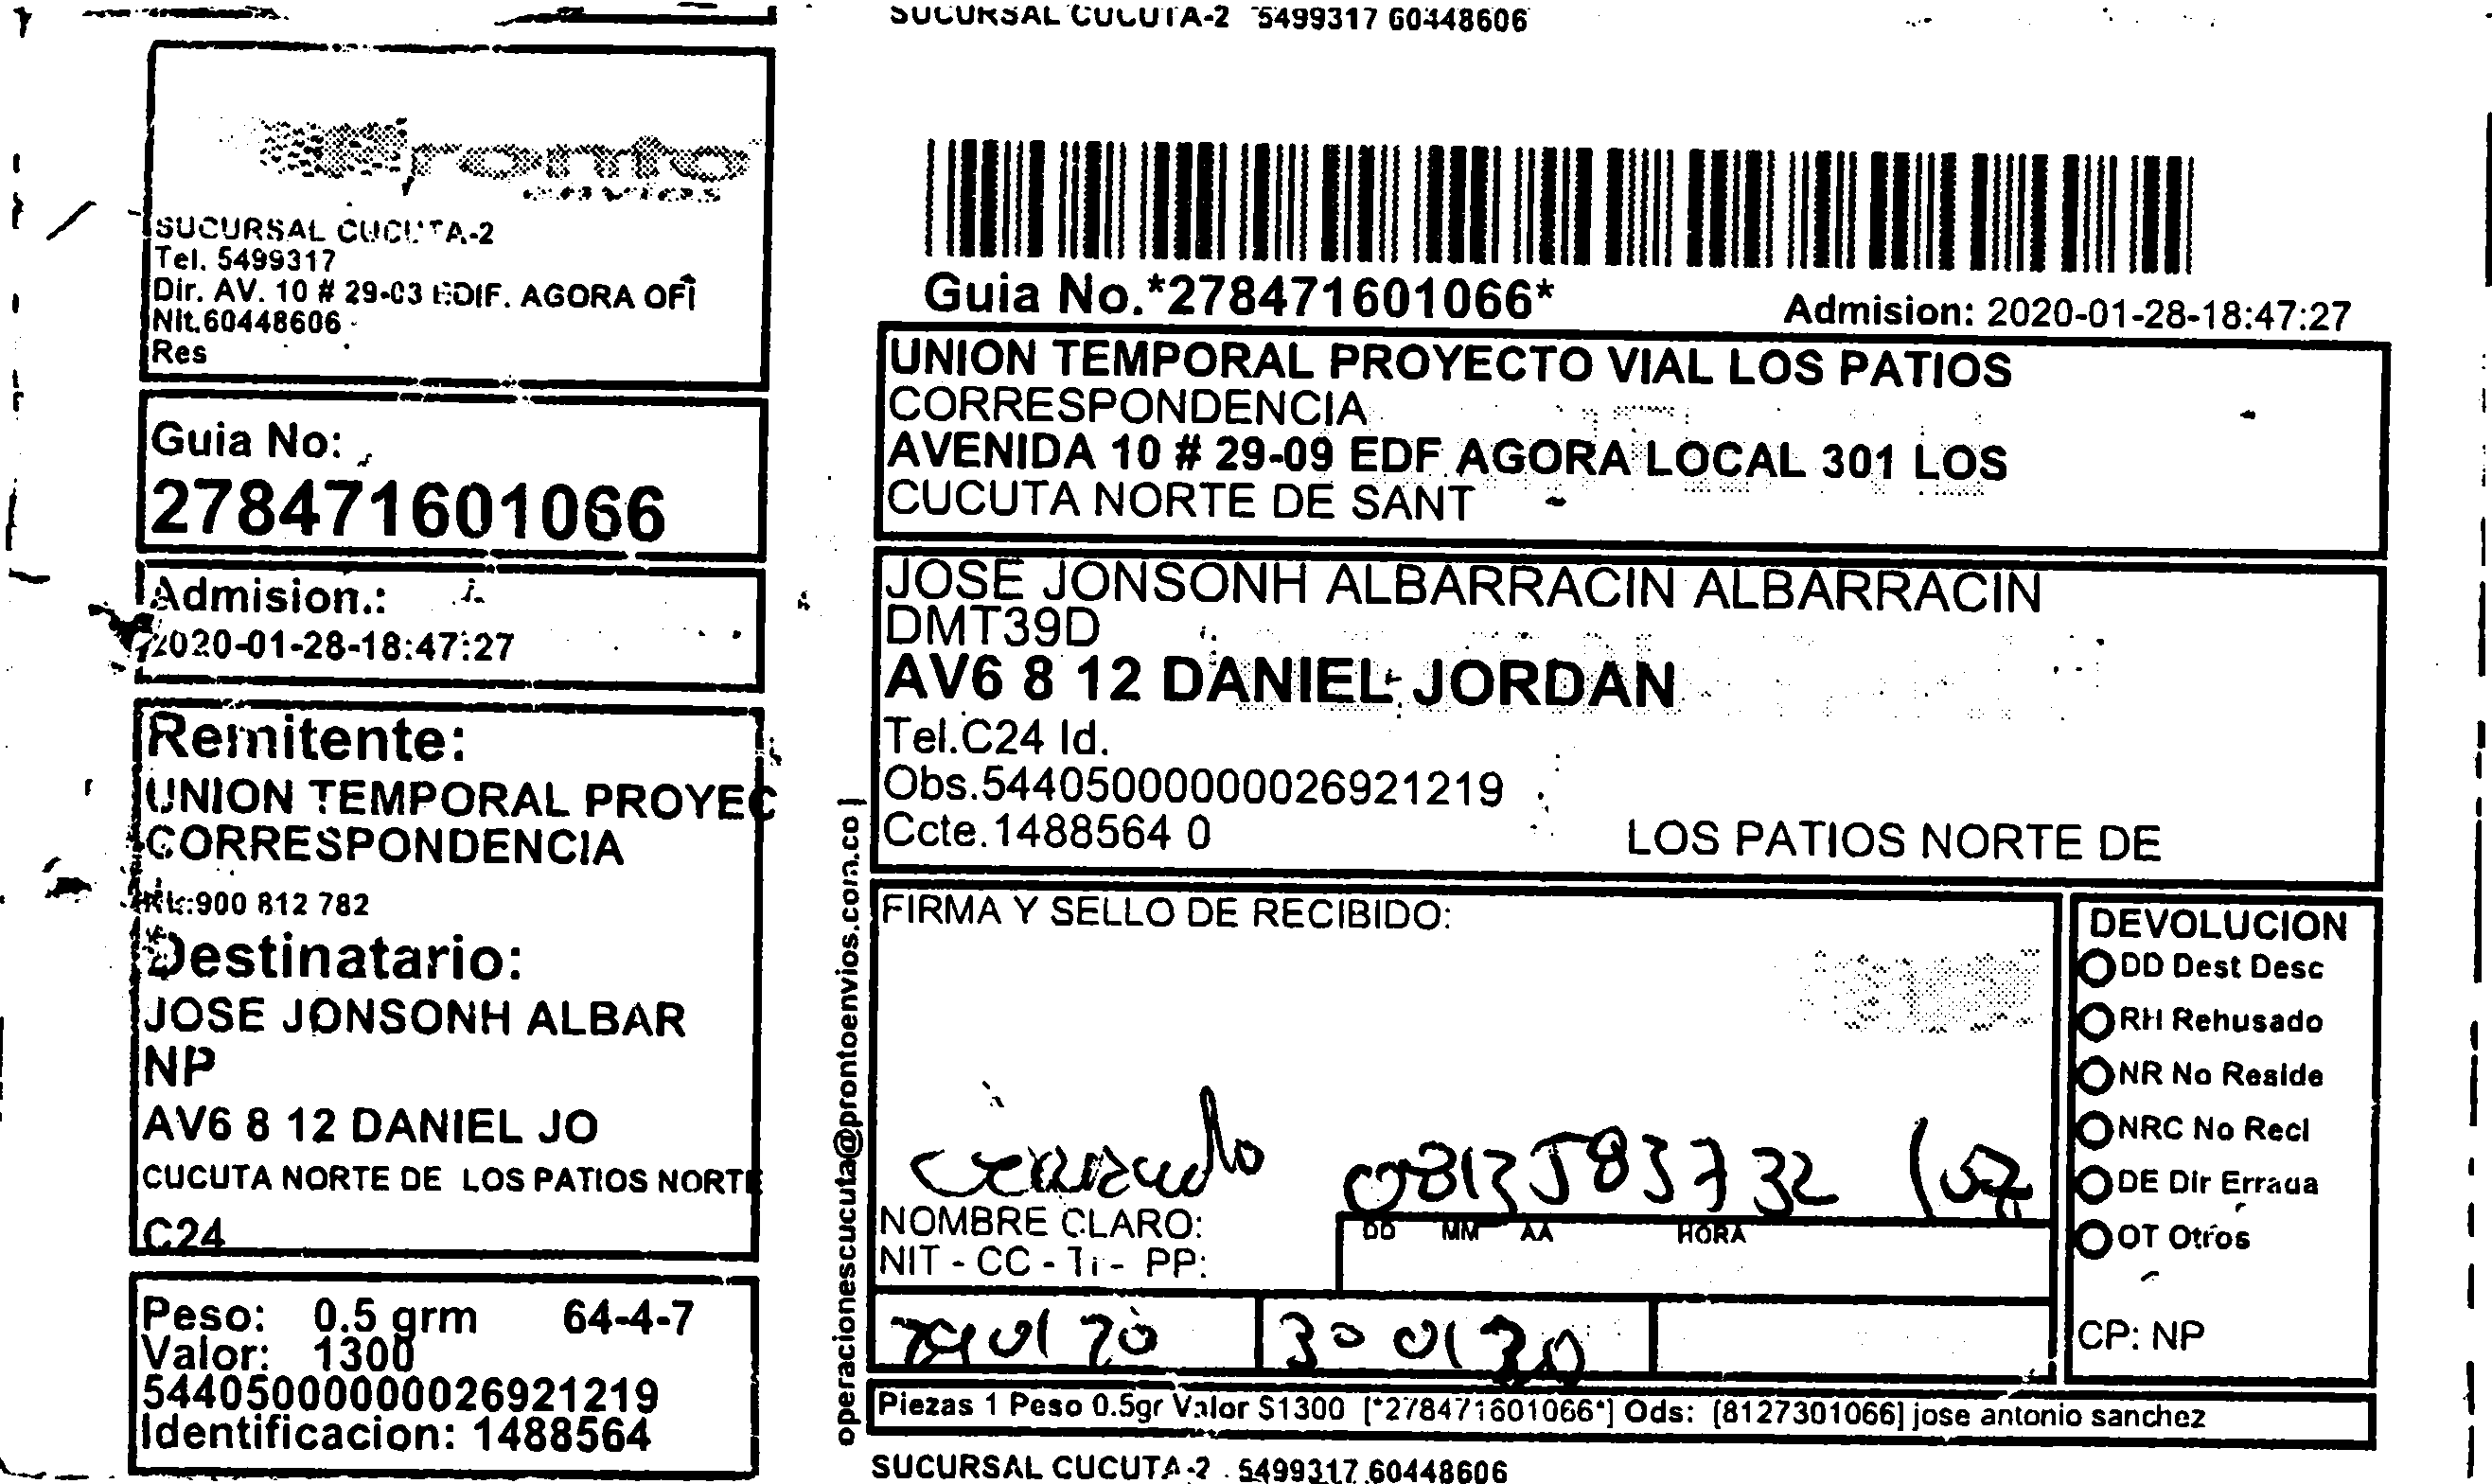 SUCURSAL CUCUTA-2 5499317 60448606
Pronto
envios
SUCURSAL CUCUTA-2
Tel. 5499317
Dir. AV. 10 # 29-03 EDIF. AGORA OFI
Nit.60448606
Res
Guia No:
278471601066
Admision.:
2020-01-28-18:47:27
Remitente:
UNION TEMPORAL PROYEC
CORRESPONDENCIA
Nit:900 812 782
Destinatario:
JOSE JONSONH ALBAR
NP
AV6 8 12 DANIEL JO
CUCUTA NORTE DE LOS PATIOS NORTE
C24
Peso: 0.5 grm 64-4-7
Valor: 1300
544050000000026921219
Identificacion: 1488564
Guia No.*278471601066*
Admision: 2020-01-28-18:47:27
UNION TEMPORAL PROYECTO VIAL LOS PATIOS
CORRESPONDENCIA
AVENIDA 10 # 29-09 EDF AGORA LOCAL 301 LOS
CUCUTA NORTE DE SANT
JOSE JONSONH ALBARRACIN ALBARRACIN
DMT39D
AV6 8 12 DANIEL JORDAN
Tel.C24 Id.
Obs.544050000000026921219
Ccte.1488564 0
LOS PATIOS NORTE DE
operacionescucuta@prontoenvios.com.co |
FIRMA Y SELLO DE RECIBIDO:
cerrado
NOMBRE CLARO:
NIT - CC - Ti - PP:
DD MM AA HORA
30 01 20
DEVOLUCION
DD Dest Desc
RH Rehusado
NR No Reside
NRC No Recl
DE Dir Errada
OT Otros
CP: NP
Piezas 1 Peso 0.5gr Valor $1300 [*278471601066*] Ods: [8127301066] jose antonio sanchez
SUCURSAL CUCUTA-2 . 5499317 60448606